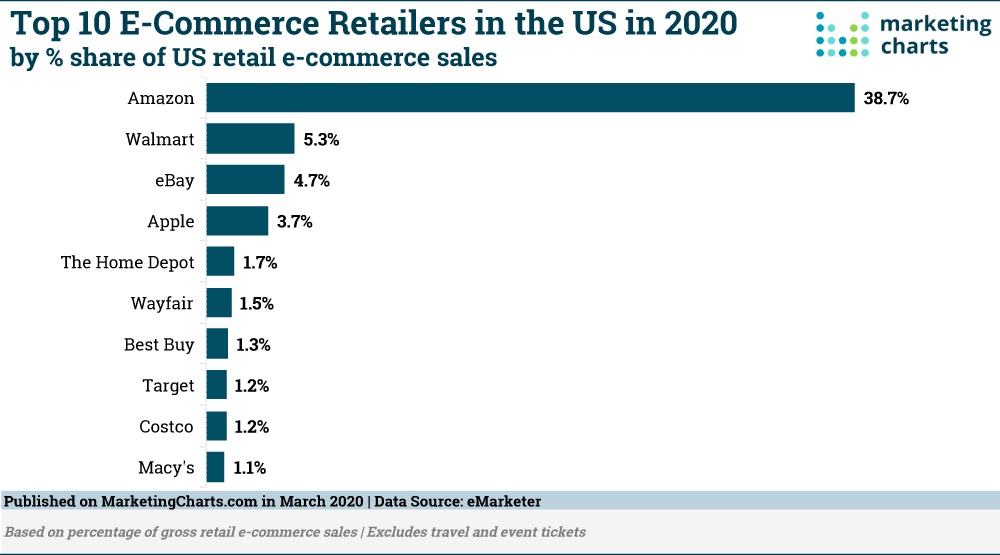 Top 10 E-Commerce Retailers in the US in 2020
by % share of US retail e-commerce sales
marketing
charts
Amazon 38.7%
Walmart 5.3%
eBay 4.7%
Apple 3.7%
The Home Depot 1.7%
Wayfair 1.5%
Best Buy 1.3%
Target 1.2%
Costco 1.2%
Macy's 1.1%
Published on MarketingCharts.com in March 2020 | Data Source: eMarketer
Based on percentage of gross retail e-commerce sales | Excludes travel and event tickets